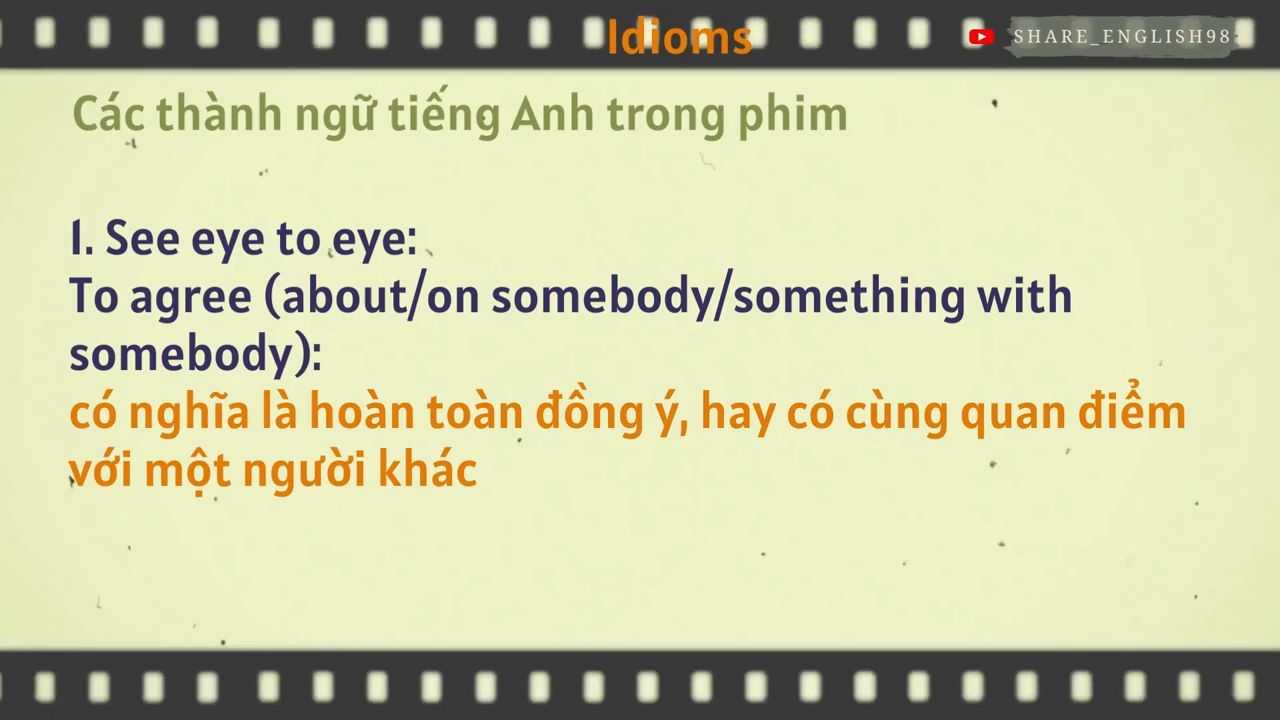 Idioms
SHARE_ENGLISH98
Các thành ngữ tiếng Anh trong phim
1. See eye to eye:
To agree (about/on somebody/something with
somebody):
có nghĩa là hoàn toàn đồng ý, hay có cùng quan điểm
với một người khác